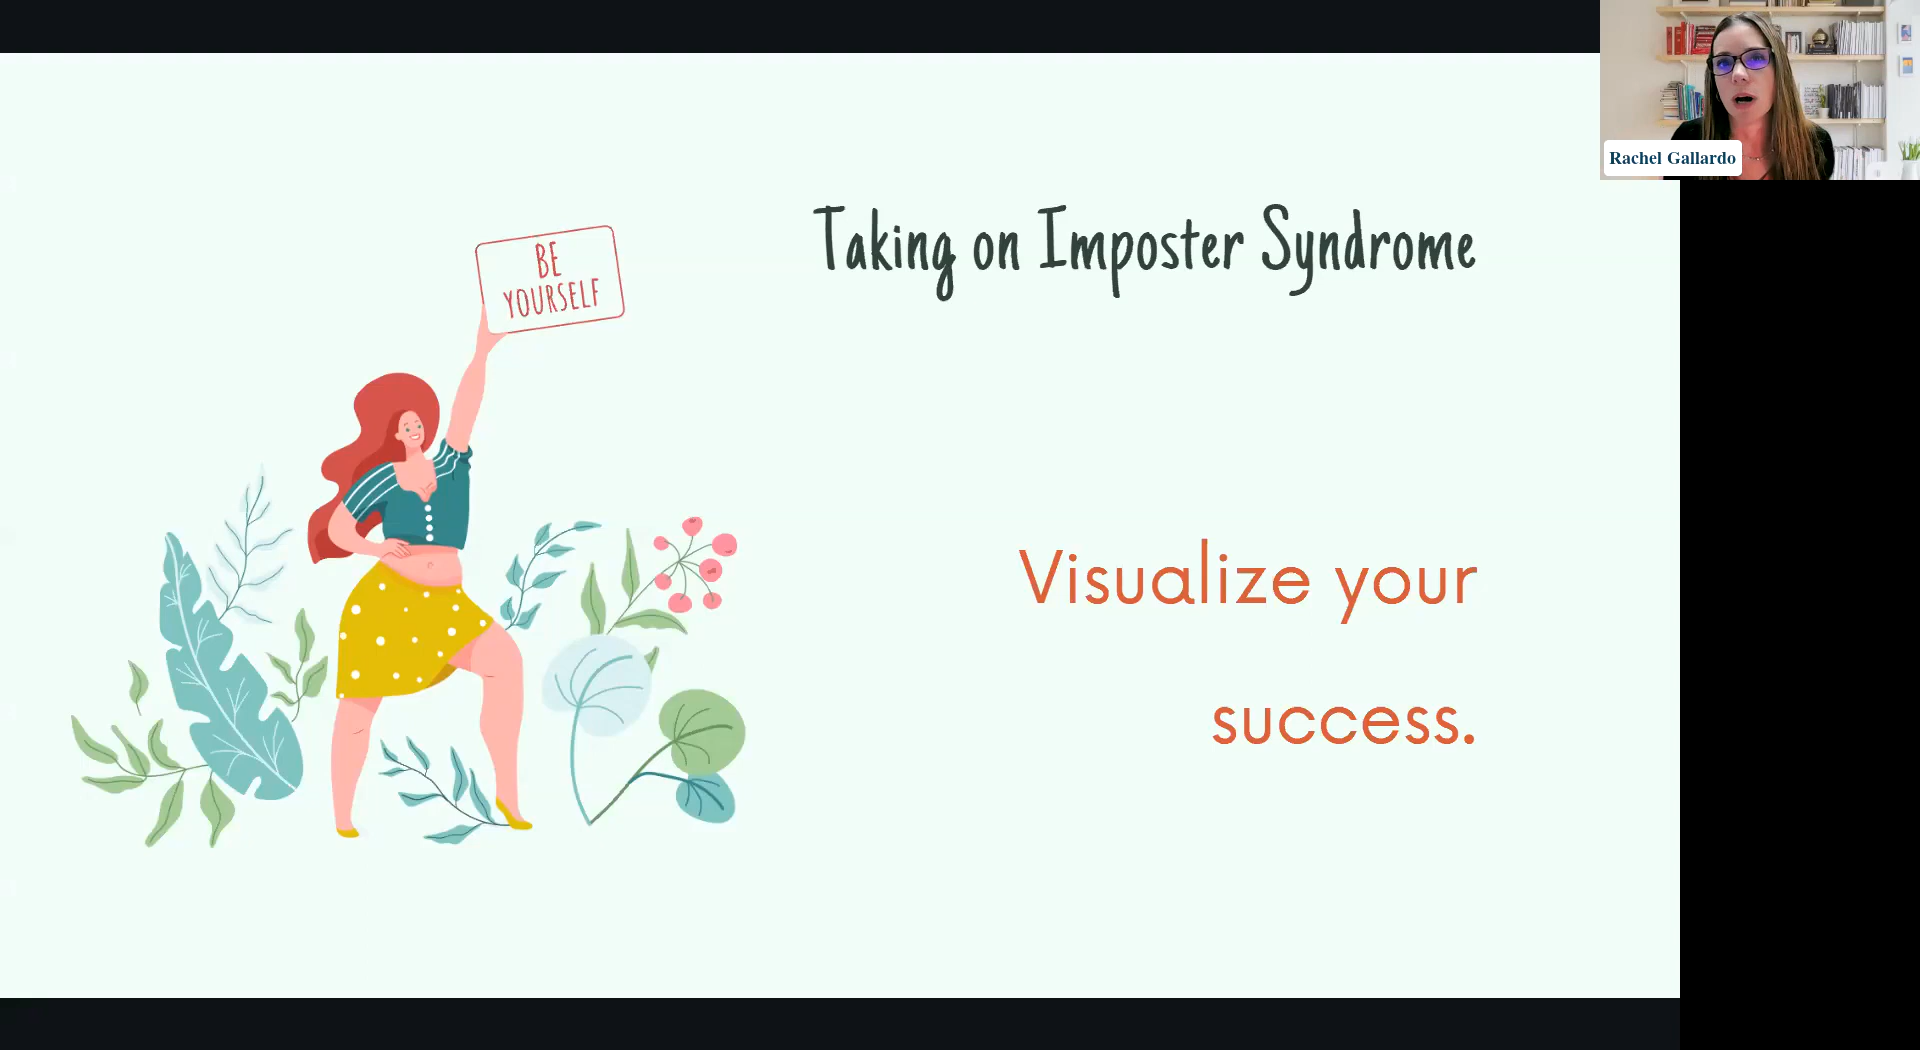 Rachel Gallardo
Taking on Imposter Syndrome
BE
YOURSELF
Visualize your
success.